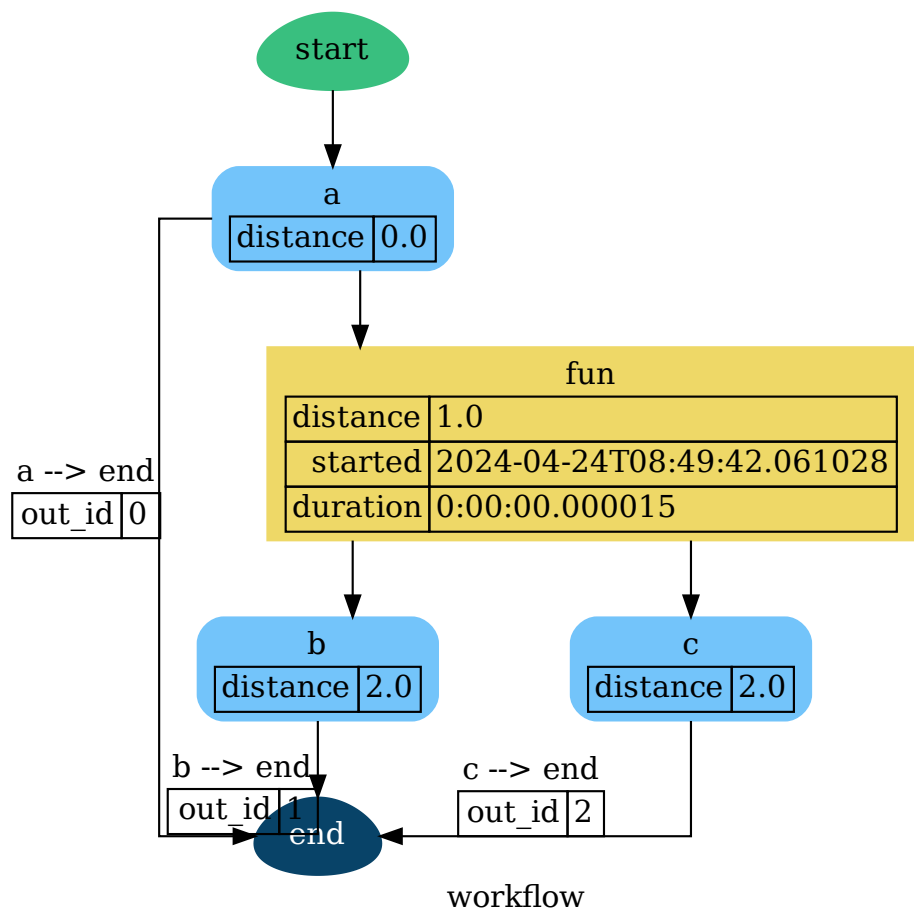 start
a
distance 0.0
fun
distance 1.0
started 2024-04-24T08:49:42.061028
duration 0:00:00.000015
a --> end
out_id 0
b
distance 2.0
c
distance 2.0
b --> end
out_id 1
c --> end
out_id 2
end
workflow